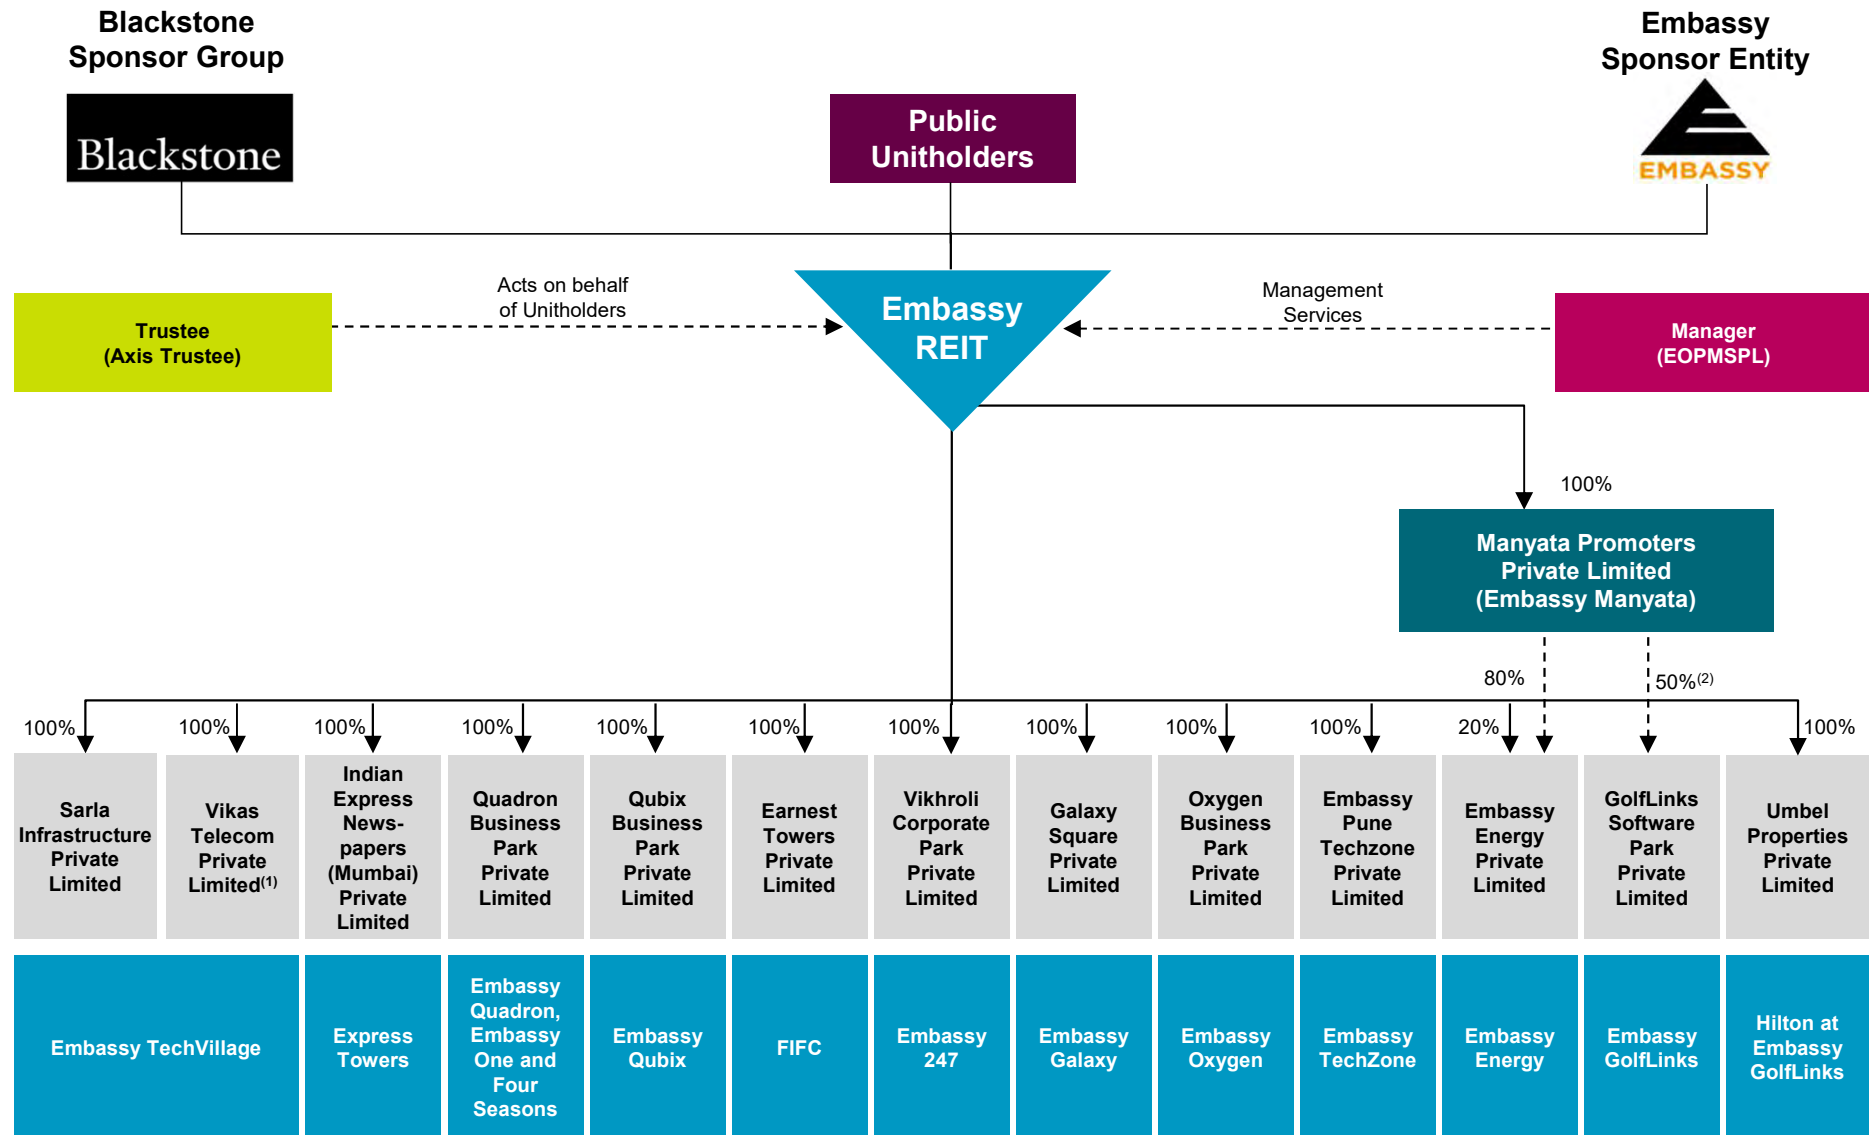 Blackstone
Sponsor Group
Embassy
Sponsor Entity
Blackstone
Public
Unitholders
EMBASSY
Acts on behalf
of Unitholders
Embassy
REIT
Management
Services
Trustee
(Axis Trustee)
Manager
(EOPMSPL)
100%
Manyata Promoters
Private Limited
(Embassy Manyata)
80%
50%(2)
100%
100%
100%
100%
100%
100%
100%
100%
100%
100%
20%
100%
Sarla
Infrastructure
Private
Limited
Vikas
Telecom
Private
Limited(1)
Indian
Express
News-
papers
(Mumbai)
Private
Limited
Quadron
Business
Park
Private
Limited
Qubix
Business
Park
Private
Limited
Earnest
Towers
Private
Limited
Vikhroli
Corporate
Park
Private
Limited
Galaxy
Square
Private
Limited
Oxygen
Business
Park
Private
Limited
Embassy
Pune
Techzone
Private
Limited
Embassy
Energy
Private
Limited
GolfLinks
Software
Park
Private
Limited
Umbel
Properties
Private
Limited
Embassy TechVillage
Express
Towers
Embassy
Quadron,
Embassy
One and
Four
Seasons
Embassy
Qubix
FIFC
Embassy
247
Embassy
Galaxy
Embassy
Oxygen
Embassy
TechZone
Embassy
Energy
Embassy
GolfLinks
Hilton at
Embassy
GolfLinks